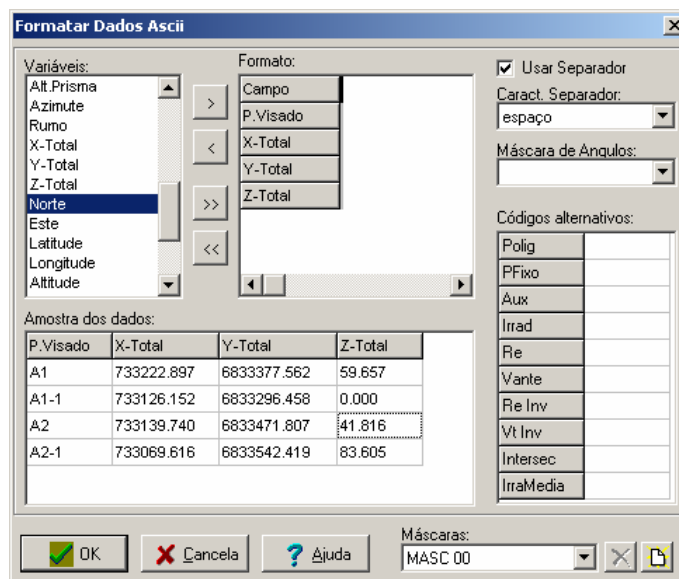 Formatar Dados Ascii
Variáveis:
Alt.Prisma
Azimute
Rumo
X-Total
Y-Total
Z-Total
Norte
Este
Latitude
Longitude
Altitude
>
<
>>
<<
Formato:
Campo
P.Visado
X-Total
Y-Total
Z-Total
Usar Separador
Caract. Separador:
espaço
Máscara de Angulos:
Códigos alternativos:
Polig
PFixo
Aux
Irrad
Re
Vante
Re Inv
Vt Inv
Intersec
IrraMedia
Amostra dos dados:
P.Visado X-Total Y-Total Z-Total
A1 733222.897 6833377.562 59.657
A1-1 733126.152 6833296.458 0.000
A2 733139.740 6833471.807 41.816
A2-1 733069.616 6833542.419 83.605
OK
Cancela
? Ajuda
Máscaras:
MASC 00